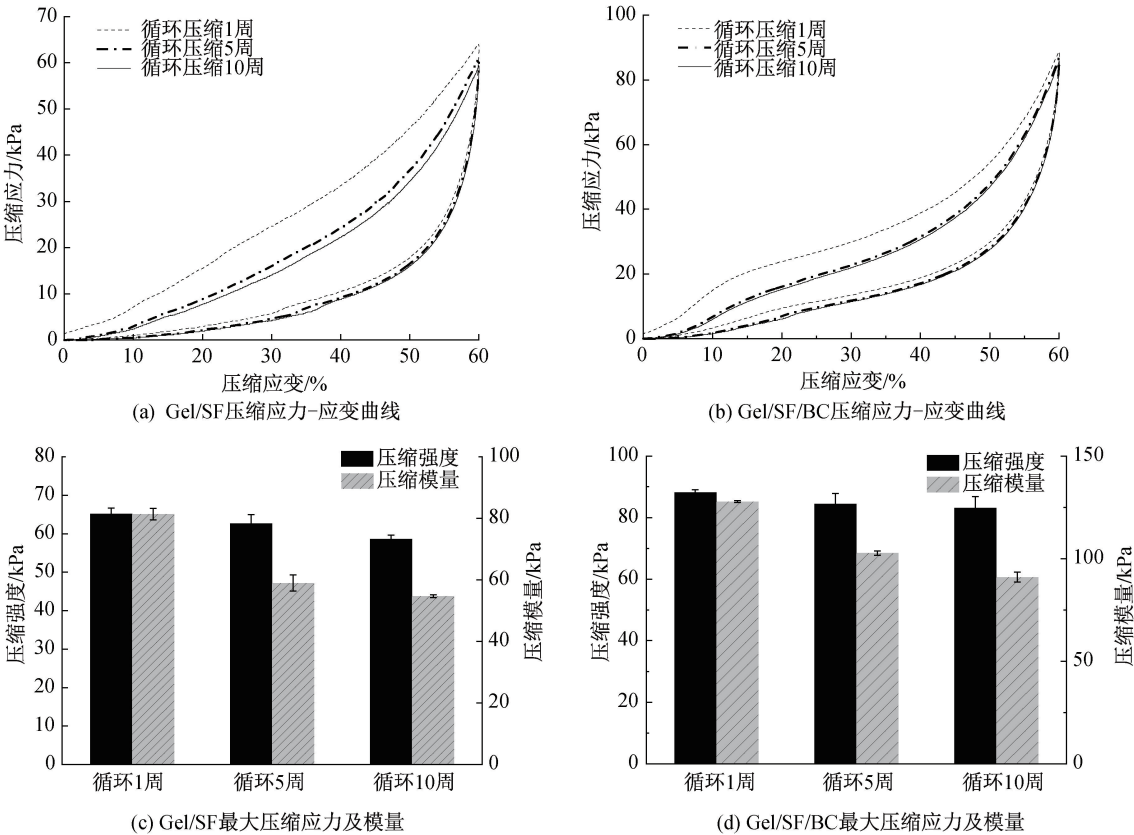 70
60
50
40
30
20
10
0
压缩应力/kPa
循环压缩1周
循环压缩5周
循环压缩10周
0 10 20 30 40 50 60
压缩应变/%
(a) Gel/SF压缩应力-应变曲线
100
80
60
40
20
0
压缩应力/kPa
循环压缩1周
循环压缩5周
循环压缩10周
0 10 20 30 40 50 60
压缩应变/%
(b) Gel/SF/BC压缩应力-应变曲线
80
70
60
50
40
30
20
10
0
压缩强度/kPa
压缩强度
压缩模量
100
80
60
40
20
0
压缩模量/kPa
循环1周 循环5周 循环10周
(c) Gel/SF最大压缩应力及模量
100
80
60
40
20
0
压缩强度/kPa
压缩强度
压缩模量
150
100
50
0
压缩模量/kPa
循环1周 循环5周 循环10周
(d) Gel/SF/BC最大压缩应力及模量